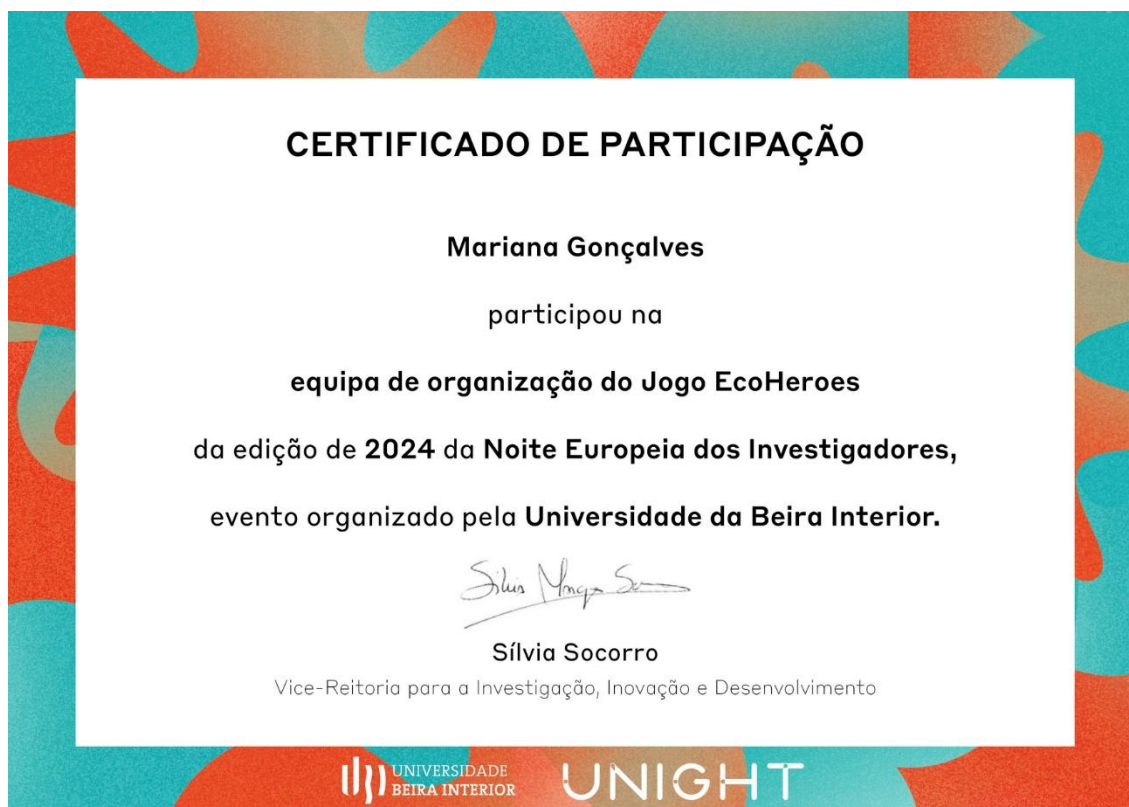 CERTIFICADO DE PARTICIPAÇÃO
Mariana Gonçalves
participou na
equipa de organização do Jogo EcoHeroes
da edição de 2024 da Noite Europeia dos Investigadores,
evento organizado pela Universidade da Beira Interior.
Sílvia Socorro
Vice-Reitoria para a Investigação, Inovação e Desenvolvimento
UNIVERSIDADE
BEIRA INTERIOR
UNIGHT